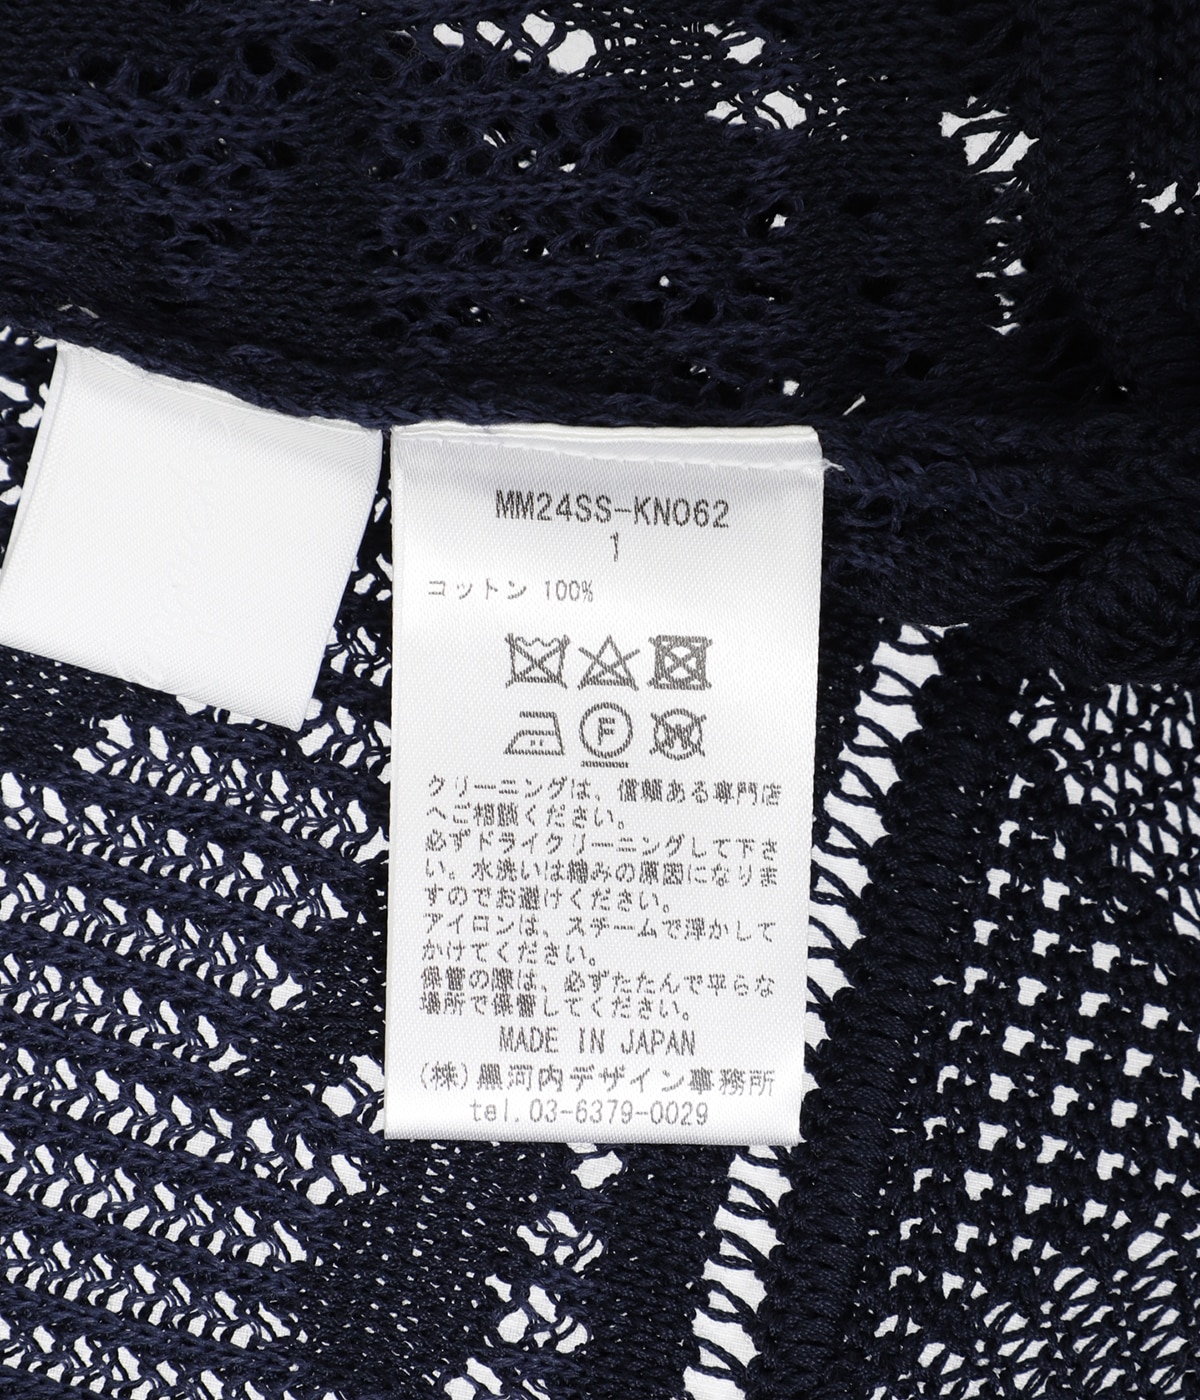 MM24SS-KN062
1
コットン 100%
F
W
クリーニングは、信頼ある専門店
へご相談ください。
必ずドライクリーニングして下さ
い。水洗いは縮みの原因になりま
すのでお避けください。
アイロンは、スチームで浮かして
かけてください。
保管の際は、必ずたたんで平らな
場所で保管してください。
MADE IN JAPAN
(株)黒河内デザイン事務所
tel.03-6379-0029